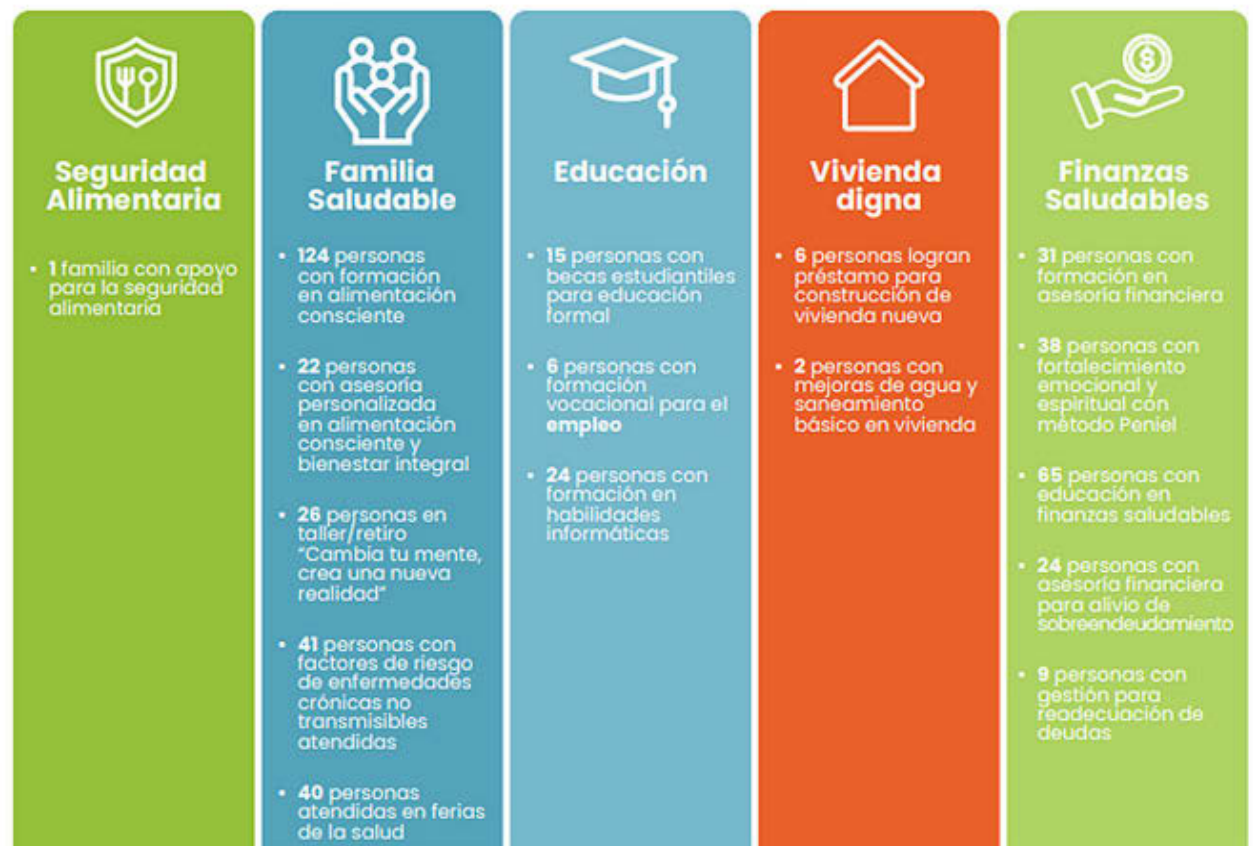 Seguridad
Alimentaria
• 1 familia con apoyo
para la seguridad
alimentaria
Familia
Saludable
• 124 personas
con formación
en alimentación
consciente
• 22 personas
con asesoría
personalizada
en alimentación
consciente y
bienestar integral
• 26 personas en
taller/retiro
"Cambia tu mente,
crea una nueva
realidad"
• 41 personas con
factores de riesgo
de enfermedades
crónicas no
transmisibles
atendidas
• 40 personas
atendidas en ferias
de la salud
Educación
• 15 personas con
becas estudiantiles
para educación
formal
• 6 personas con
formación
vocacional para el
empleo
• 24 personas con
formación en
habilidades
informáticas
Vivienda
digna
• 6 personas logran
préstamo para
construcción de
vivienda nueva
• 2 personas con
mejoras de agua y
saneamiento
básico en vivienda
Finanzas
Saludables
• 31 personas con
formación en
asesoría financiera
• 38 personas con
fortalecimiento
emocional y
espiritual con
método Peniel
• 65 personas con
educación en
finanzas saludables
• 24 personas con
asesoría financiera
para alivio de
sobreendeudamiento
• 9 personas con
gestión para
readecuación de
deudas